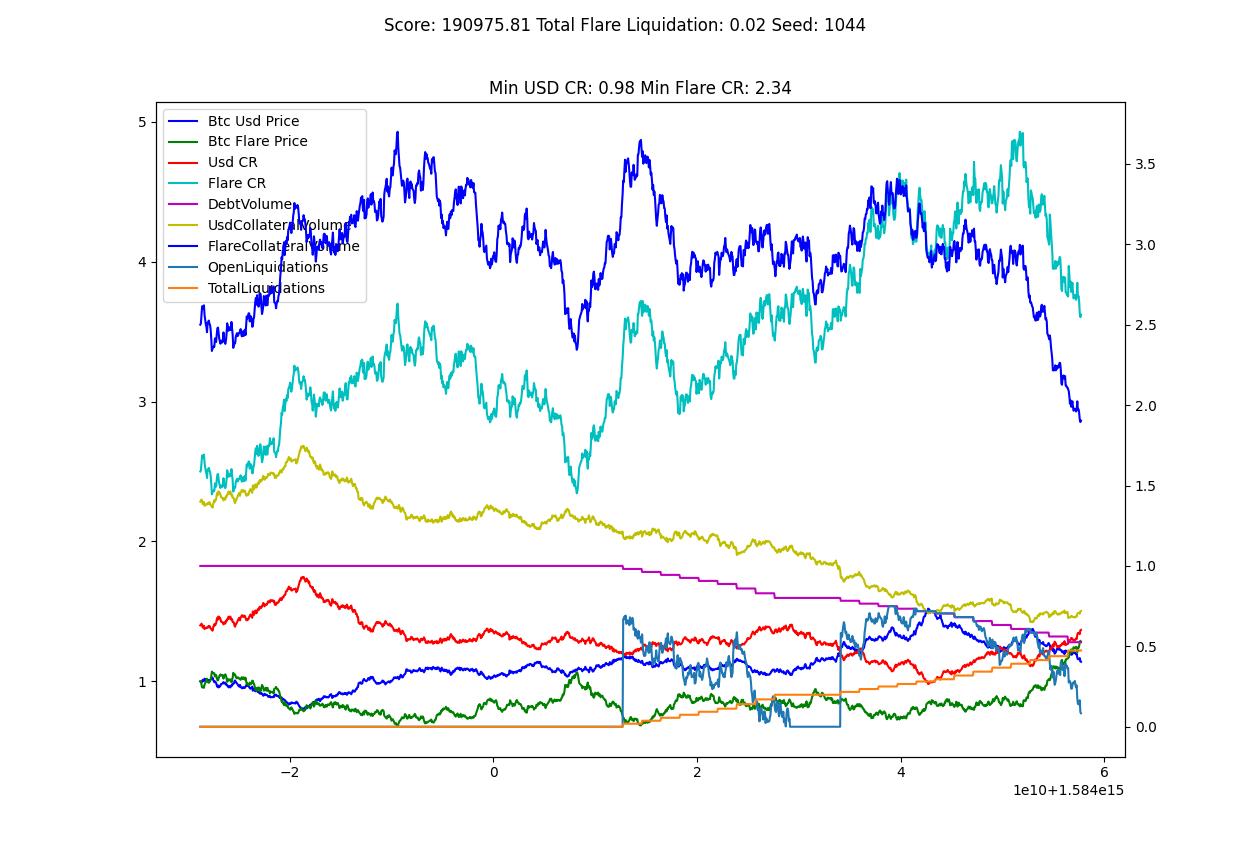 Score: 190975.81 Total Flare Liquidation: 0.02 Seed: 1044
Min USD CR: 0.98 Min Flare CR: 2.34
Btc Usd Price
Btc Flare Price
Usd CR
Flare CR
DebtVolume
UsdCollateralVolume
FlareCollateralVolume
OpenLiquidations
TotalLiquidations
5
4
3
2
1
3.5
3.0
2.5
2.0
1.5
1.0
0.5
0.0
−2 0 2 4 6
1e10+1.584e15